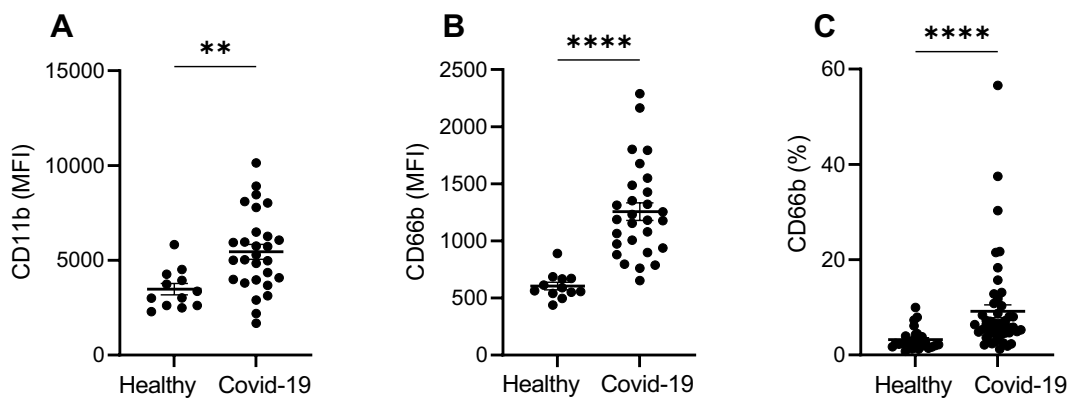 A
**
CD11b (MFI)
15000
10000
5000
0
Healthy Covid-19
B
****
CD66b (MFI)
2500
2000
1500
1000
500
0
Healthy Covid-19
C
****
CD66b (%)
60
40
20
0
Healthy Covid-19